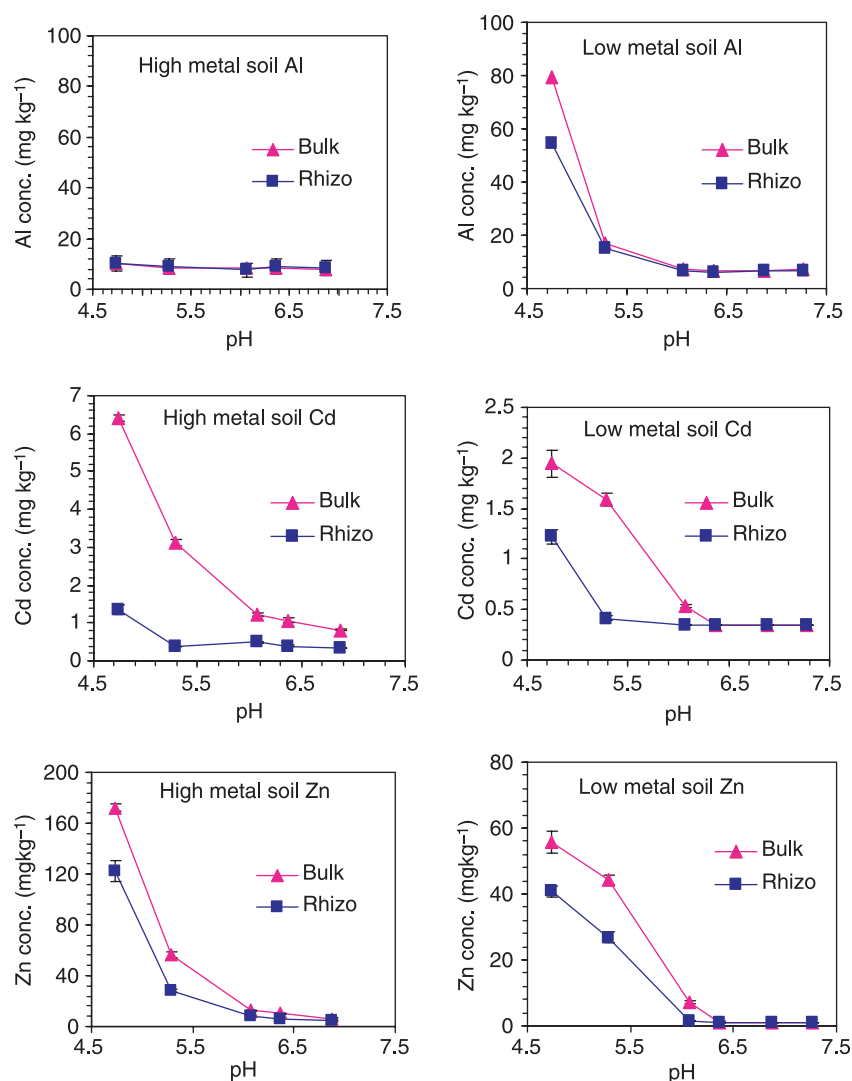 High metal soil Al
Al conc. (mg kg⁻¹)
100
80
60
40
20
0
Bulk
Rhizo
4.5 5.5 6.5 7.5
pH
Low metal soil Al
Al conc. (mg kg⁻¹)
100
80
60
40
20
0
Bulk
Rhizo
4.5 5.5 6.5 7.5
pH
High metal soil Cd
Cd conc. (mg kg⁻¹)
7
6
5
4
3
2
1
0
Bulk
Rhizo
4.5 5.5 6.5 7.5
pH
Low metal soil Cd
Cd conc. (mg kg⁻¹)
2.5
2
1.5
1
0.5
0
Bulk
Rhizo
4.5 5.5 6.5 7.5
pH
High metal soil Zn
Zn conc. (mgkg⁻¹)
200
160
120
80
40
0
Bulk
Rhizo
4.5 5.5 6.5 7.5
pH
Low metal soil Zn
Zn conc. (mgkg⁻¹)
80
60
40
20
0
Bulk
Rhizo
4.5 5.5 6.5 7.5
pH